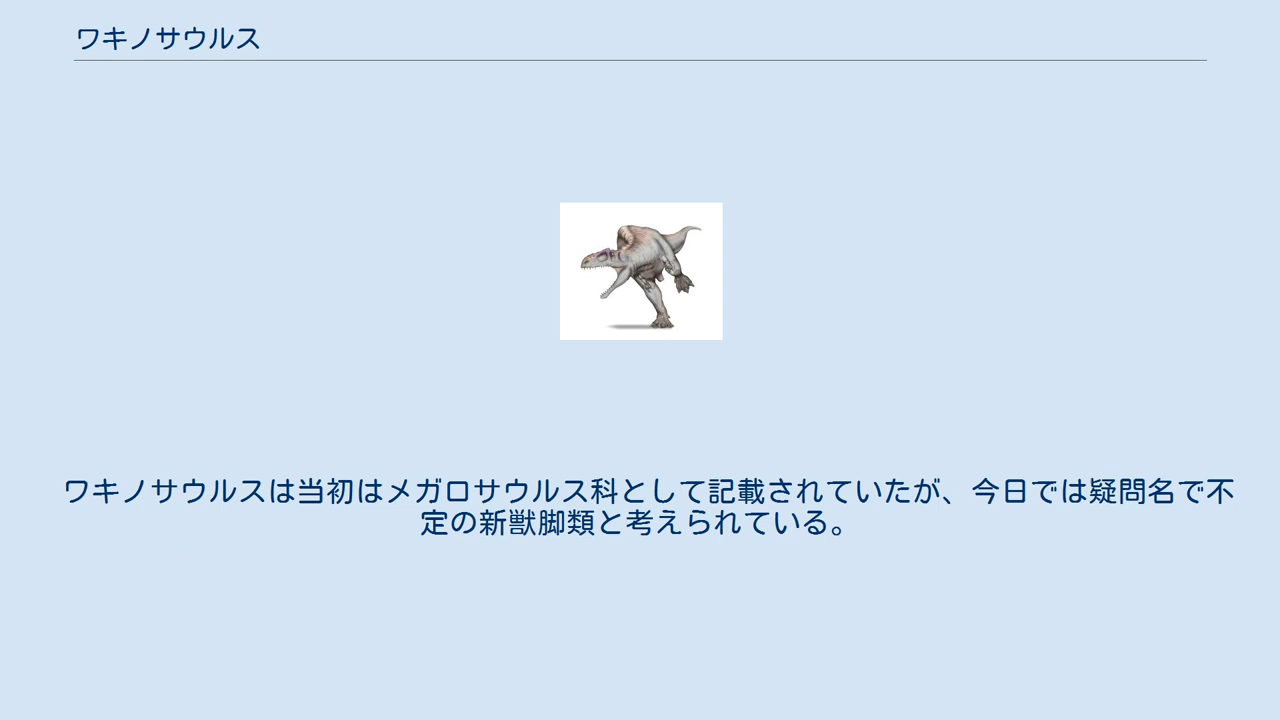 ワキノサウルス
ワキノサウルスは当初はメガロサウルス科として記載されていたが、今日では疑問名で不
定の新獣脚類と考えられている。